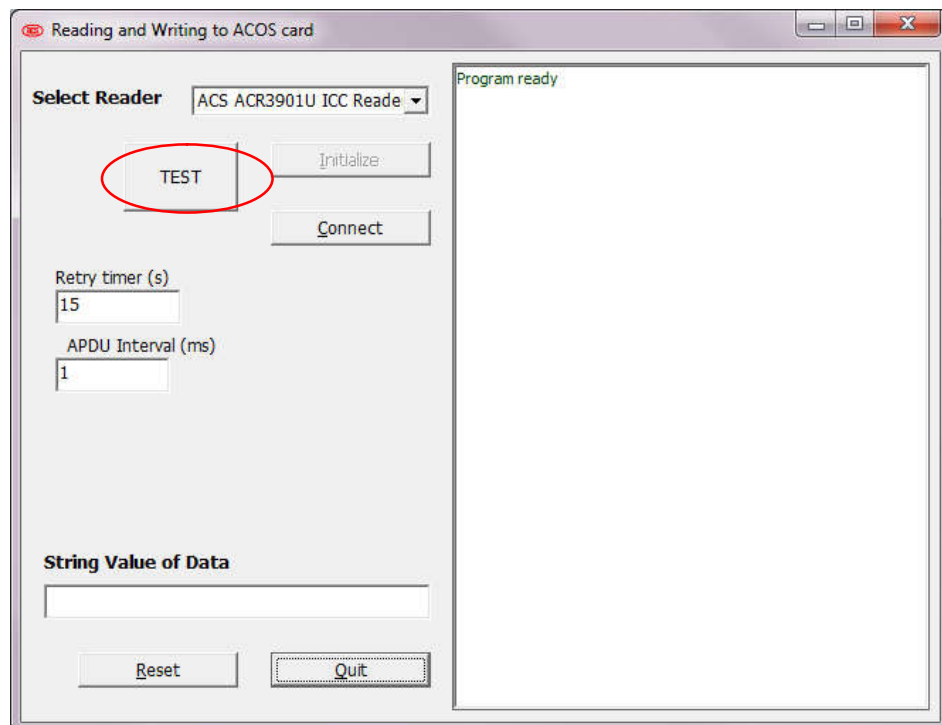 Reading and Writing to ACOS card
Program ready
Select Reader
ACS ACR3901U ICC Reade
TEST
Initialize
Connect
Retry timer (s)
15
APDU Interval (ms)
1
String Value of Data
Reset
Quit